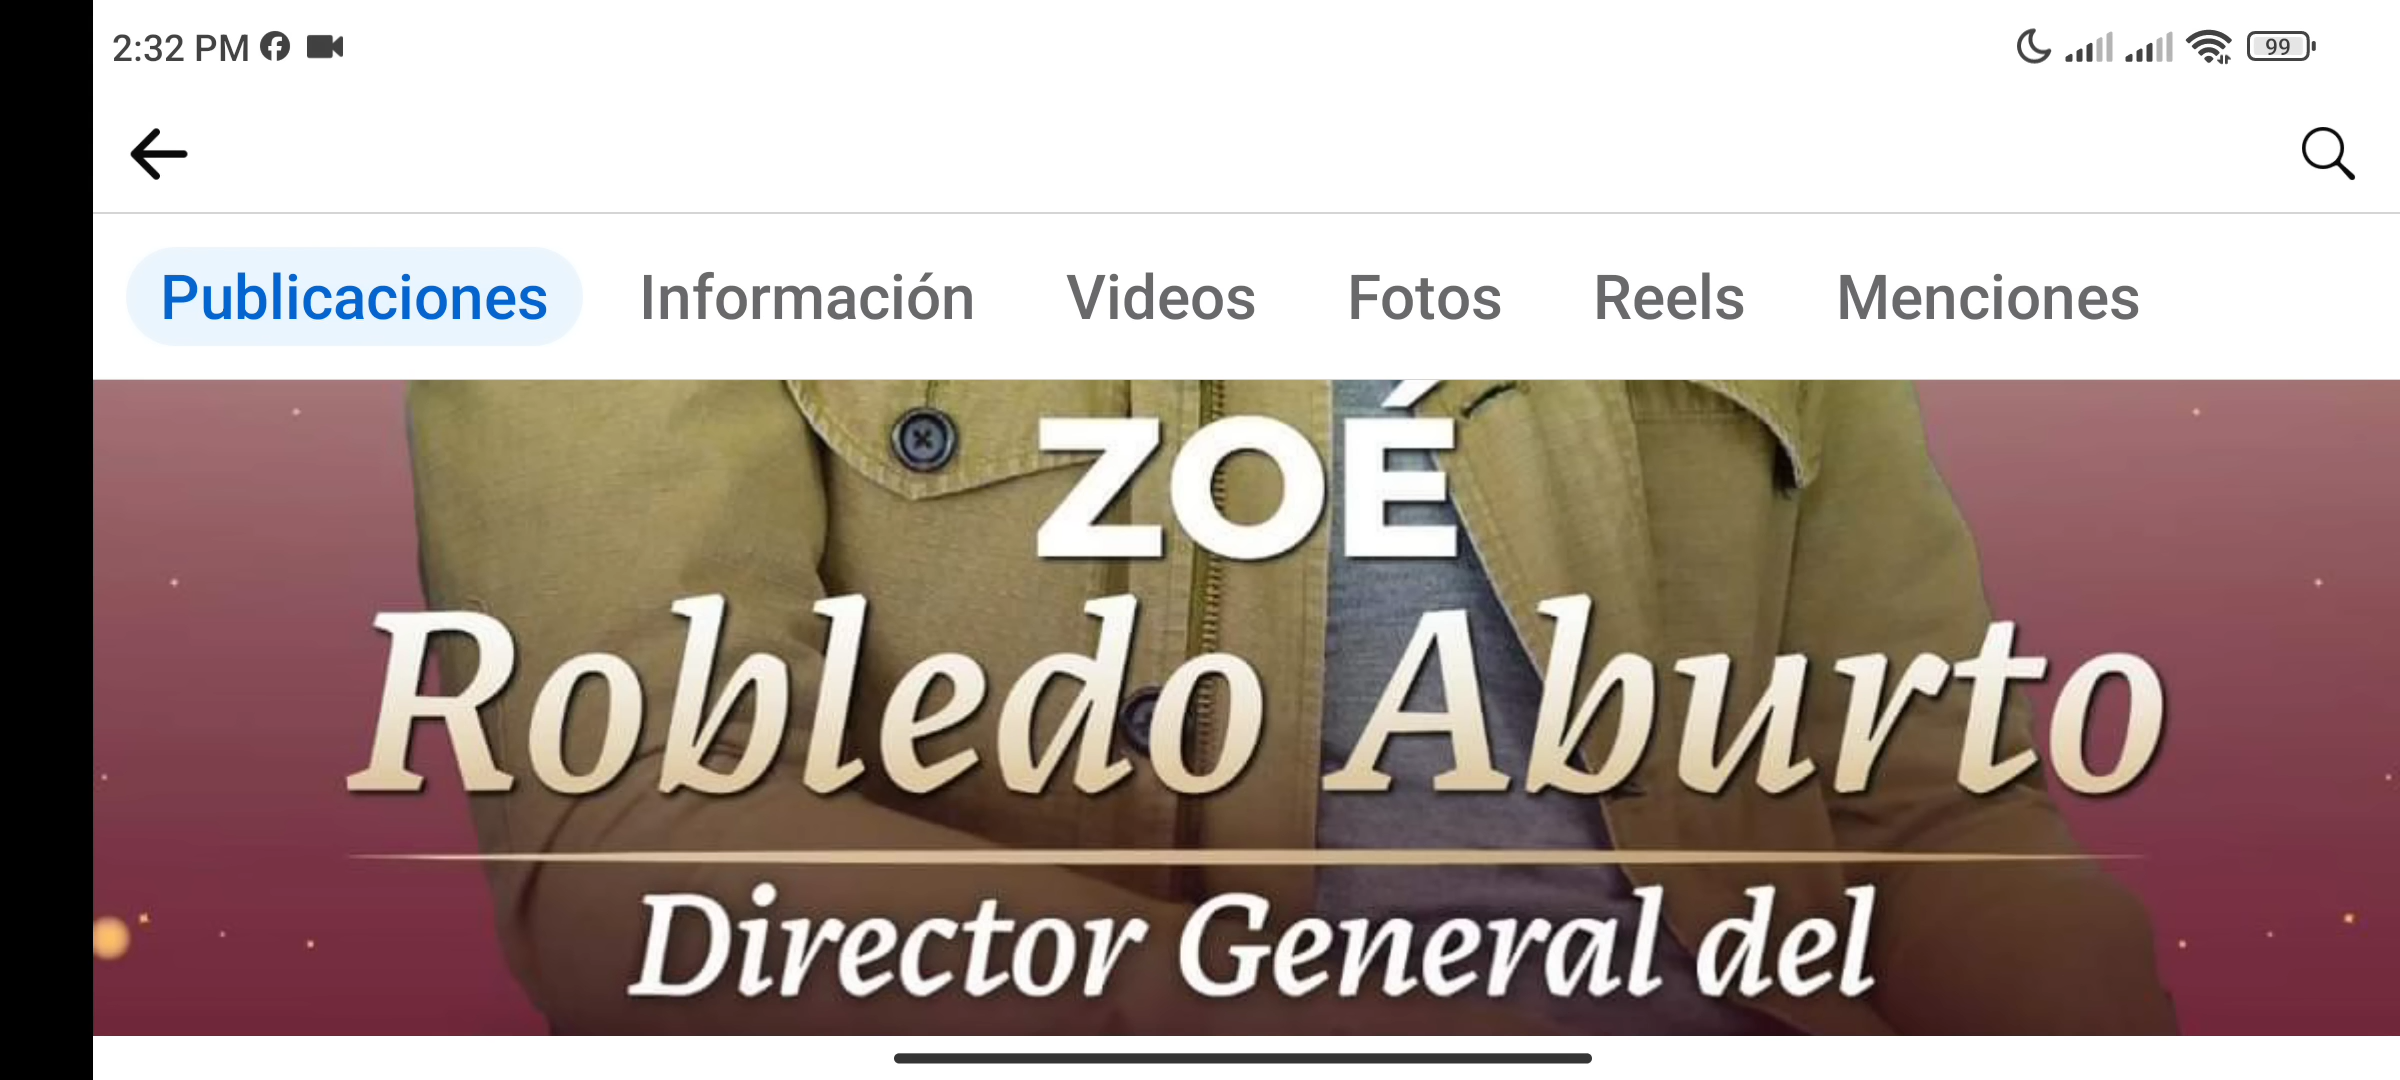 2:32 PM
99
Publicaciones Información Videos Fotos Reels Menciones
ZOÉ
Robledo Aburto
Director General del